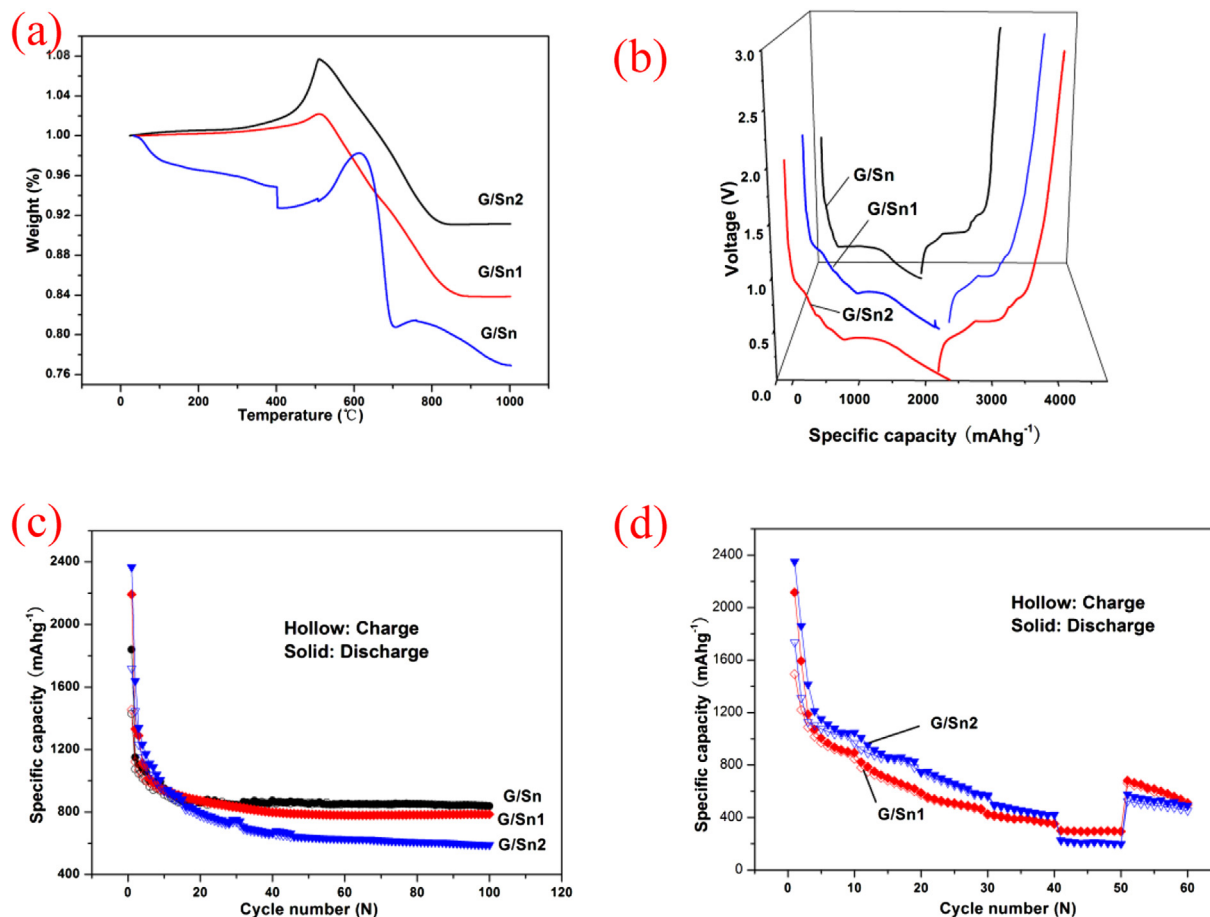 (a)
1.08
1.04
1.00
0.96
0.92
0.88
0.84
0.80
0.76
Weight (%)
G/Sn2
G/Sn1
G/Sn
0 200 400 600 800 1000
Temperature (℃)
(b)
3.0
2.5
2.0
1.5
1.0
0.5
0.0
Voltage (V)
G/Sn
G/Sn1
G/Sn2
0 1000 2000 3000 4000
Specific capacity (mAhg⁻¹)
(c)
2400
2000
1600
1200
800
400
Specific capacity (mAhg⁻¹)
Hollow: Charge
Solid: Discharge
G/Sn
G/Sn1
G/Sn2
0 20 40 60 80 100 120
Cycle number (N)
(d)
2400
2000
1600
1200
800
400
0
Specific capacity (mAhg⁻¹)
Hollow: Charge
Solid: Discharge
G/Sn2
G/Sn1
0 10 20 30 40 50 60
Cycle number (N)